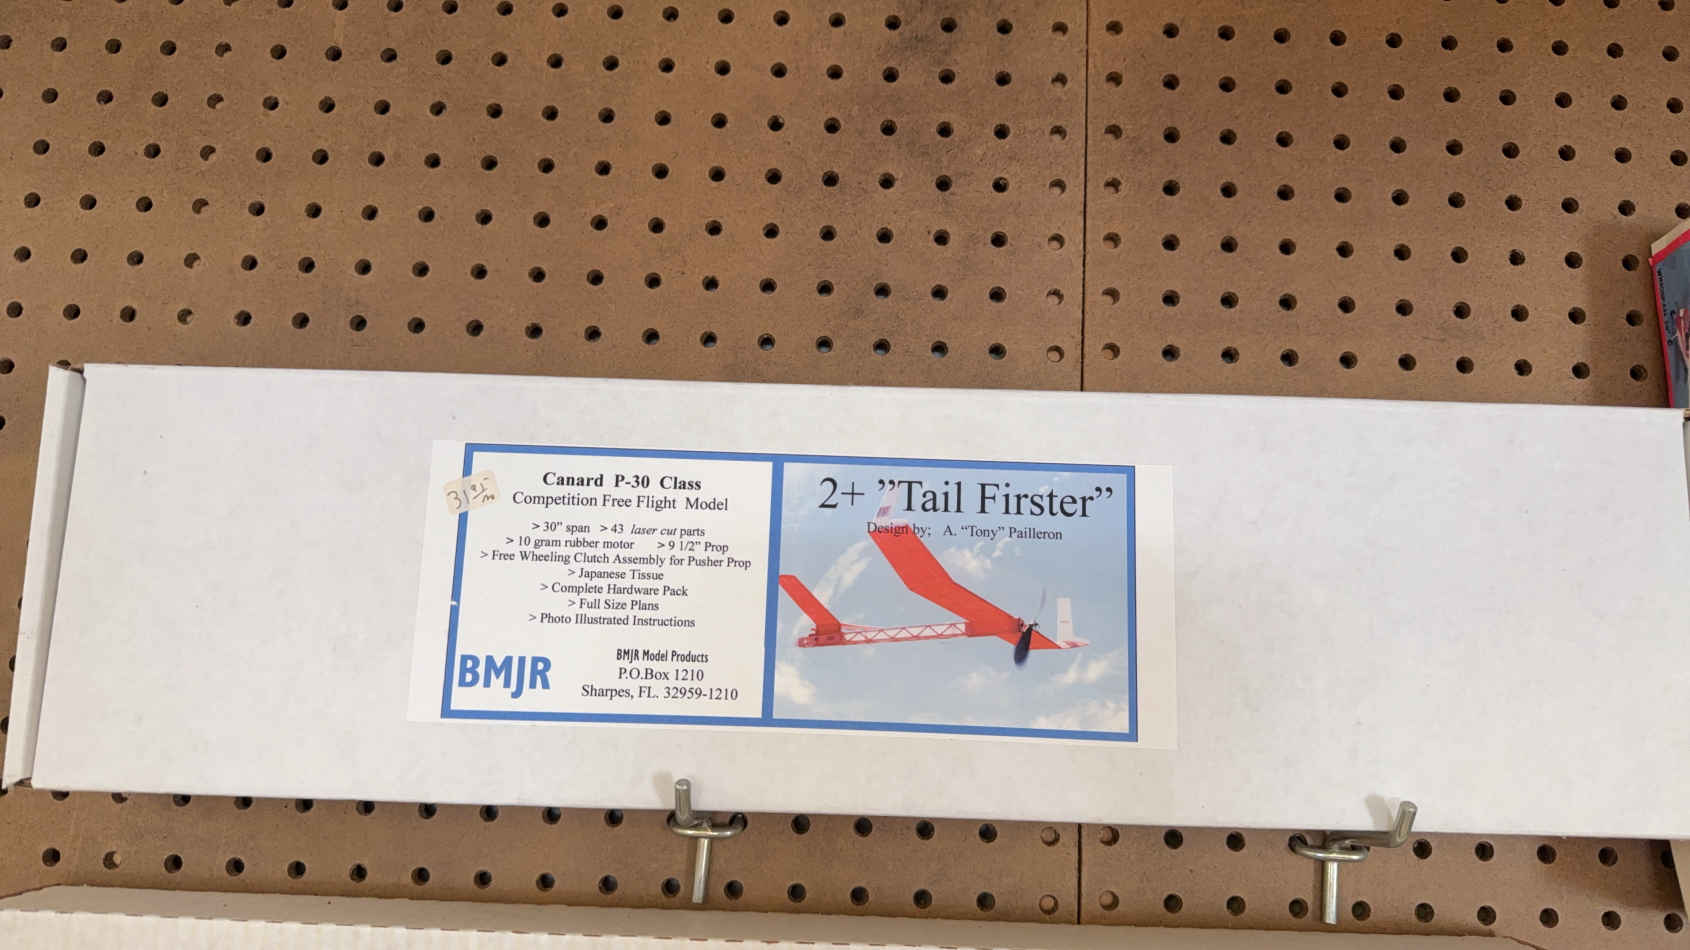 31 95
Canard P-30 Class
Competition Free Flight Model
> 30" span > 43 laser cut parts
> 10 gram rubber motor > 9 1/2" Prop
> Free Wheeling Clutch Assembly for Pusher Prop
> Japanese Tissue
> Complete Hardware Pack
> Full Size Plans
> Photo Illustrated Instructions
BMJR
BMJR Model Products
P.O.Box 1210
Sharpes, FL. 32959-1210
2+ ”Tail Firster”
Design by; A. “Tony” Pailleron